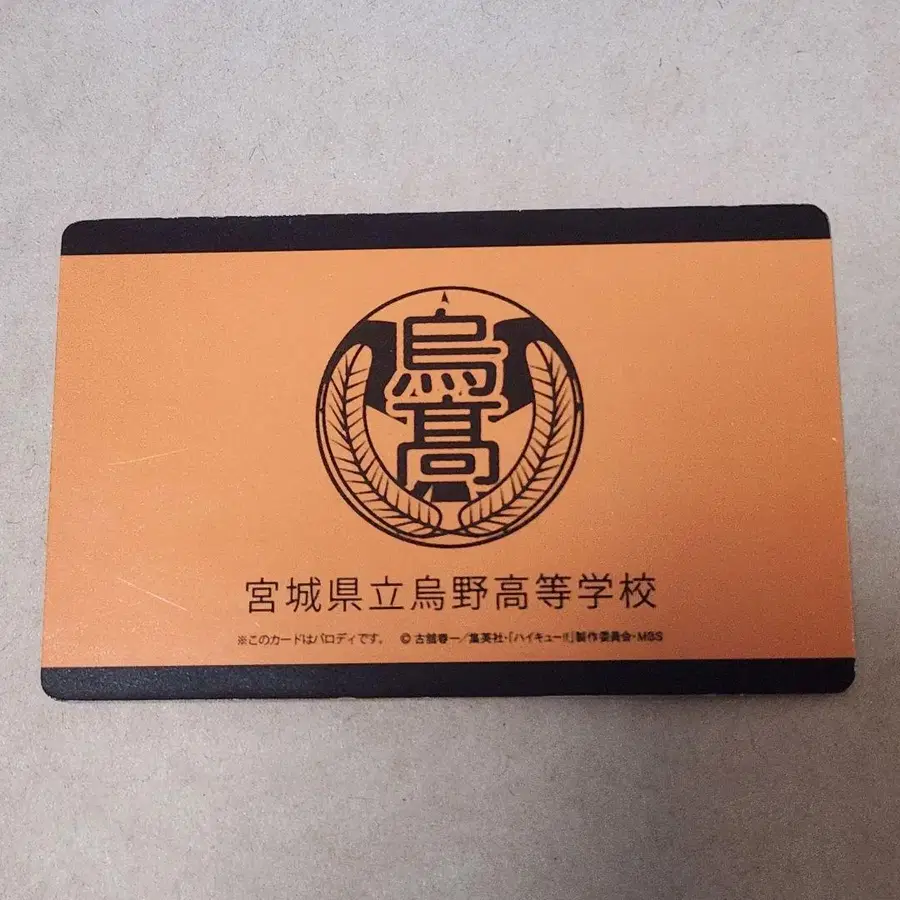 烏
高
宮城県立烏野高等学校
※このカードはパロディです。 © 古舘春一／集英社・「ハイキュー!!」製作委員会・MBS